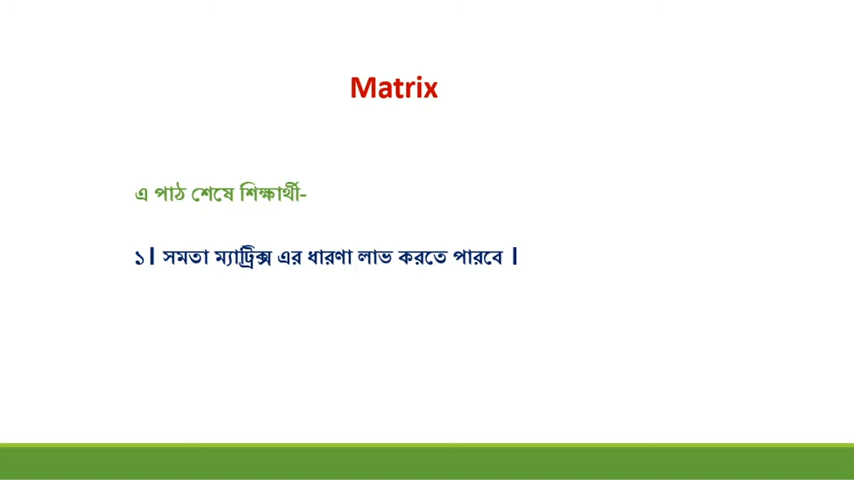 Matrix
এ পাঠ শেষে শিক্ষার্থী-
১। সমতা ম্যাট্রিক্স এর ধারণা লাভ করতে পারবে ।